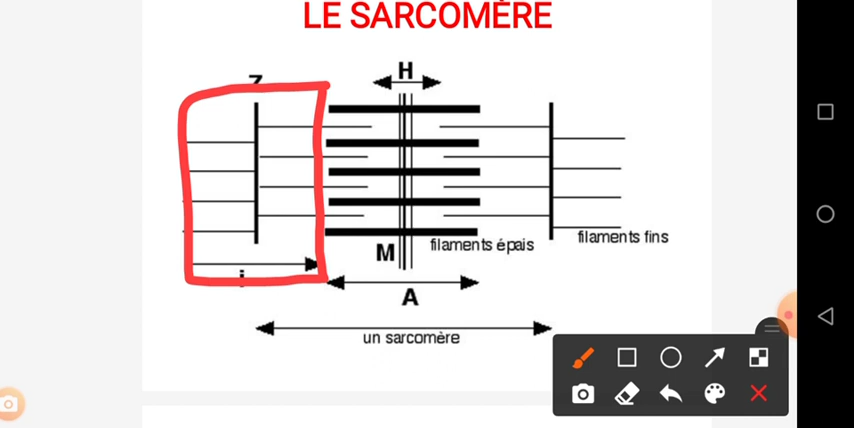 LE SARCOMÈRE
Z
H
M
filaments épais
filaments fins
i
A
un sarcomère